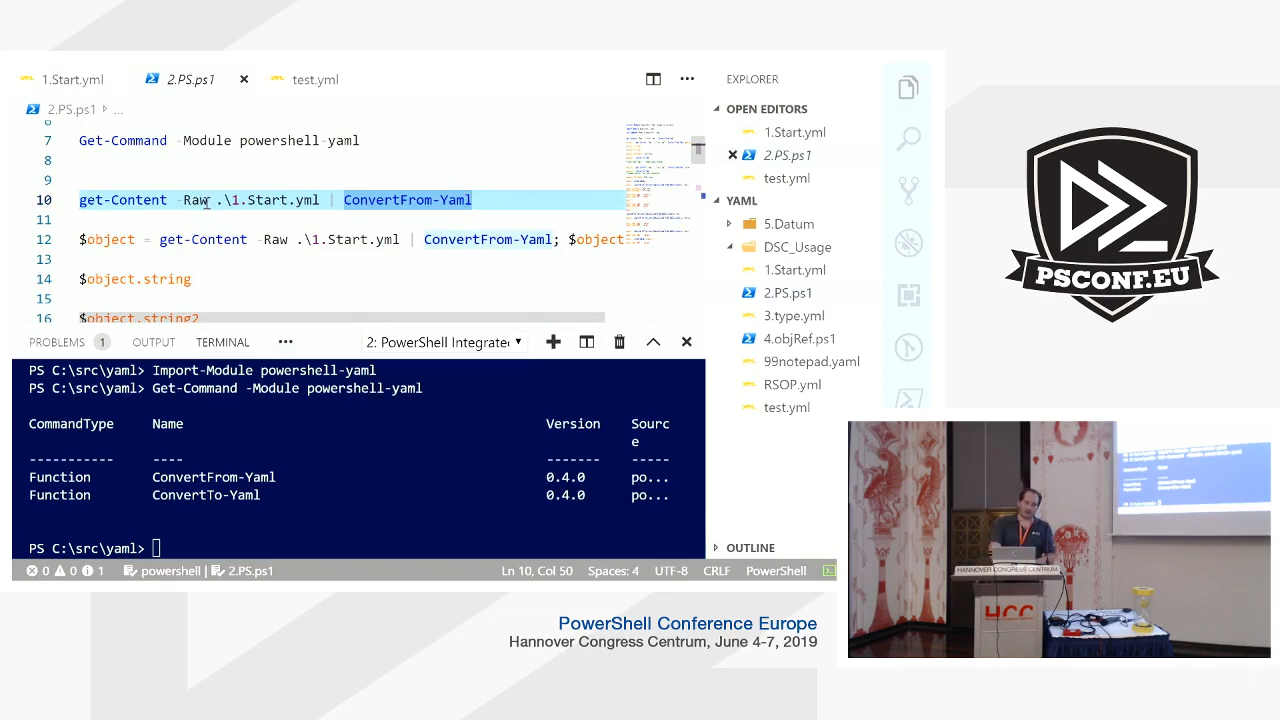 1.Start.yml
2.PS.ps1
test.yml
EXPLORER
2.PS.ps1
...
OPEN EDITORS
1.Start.yml
2.PS.ps1
test.yml
YAML
5.Datum
DSC_Usage
1.Start.yml
2.PS.ps1
3.type.yml
4.objRef.ps1
99notepad.yaml
RSOP.yml
test.yml
OUTLINE
7 Get-Command -Module powershell-yaml
8
9
10 get-Content -Raw .\1.Start.yml | ConvertFrom-Yaml
11
12 $object = get-Content -Raw .\1.Start.yml | ConvertFrom-Yaml; $object
13
14 $object.string
15
16 $object.string2
PROBLEMS 1 OUTPUT TERMINAL ... 2: PowerShell Integrate
PS C:\src\yaml> Import-Module powershell-yaml
PS C:\src\yaml> Get-Command -Module powershell-yaml
CommandType Name Version Sourc
e
----------- ---- ------- -----
Function ConvertFrom-Yaml 0.4.0 po...
Function ConvertTo-Yaml 0.4.0 po...
PS C:\src\yaml>
0 0 1 powershell | 2.PS.ps1 Ln 10, Col 50 Spaces: 4 UTF-8 CRLF PowerShell
PSCONF.EU
HANNOVER CONGRESS CENTRUM
HCC
PowerShell Conference Europe
Hannover Congress Centrum, June 4-7, 2019